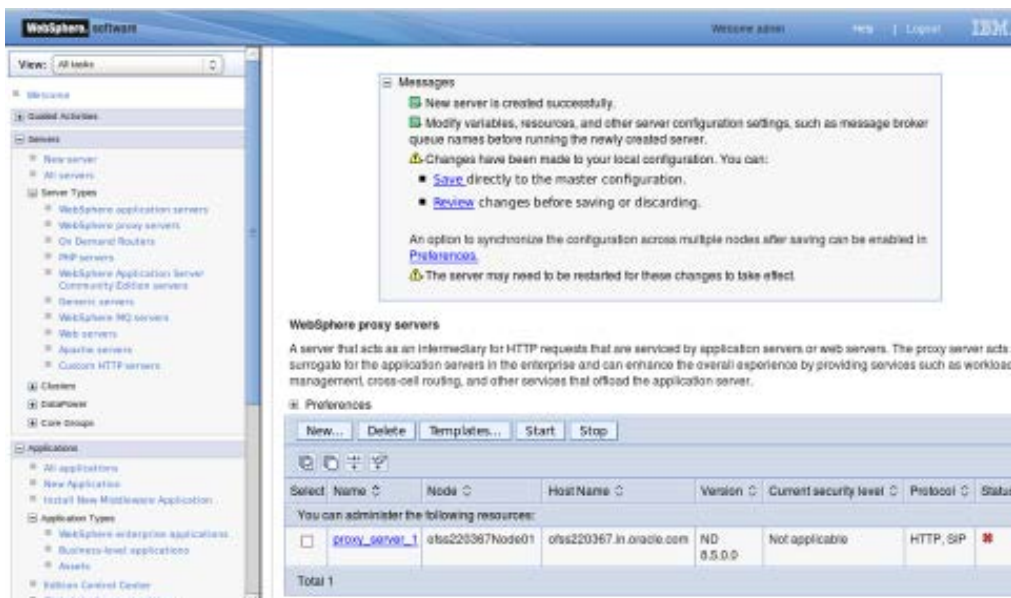 WebSphere. software
Welcome admin
Help | Logout
IBM.
View: All tasks
Welcome
Guided Activities
Servers
New server
All servers
Server Types
WebSphere application servers
WebSphere proxy servers
On Demand Routers
PHP servers
WebSphere Application Server
Community Edition servers
Generic servers
WebSphere MQ servers
Web servers
Apache servers
Custom HTTP servers
Clusters
DataPower
Core Groups
Applications
All applications
New Application
Install New Middleware Application
Application Types
WebSphere enterprise applications
Business-level applications
Assets
Edition Control Center
Messages
New server is created successfully.
Modify variables, resources, and other server configuration settings, such as message broker
queue names before running the newly created server.
Changes have been made to your local configuration. You can:
Save directly to the master configuration.
Review changes before saving or discarding.
An option to synchronize the configuration across multiple nodes after saving can be enabled in
Preferences.
The server may need to be restarted for these changes to take effect.
WebSphere proxy servers
A server that acts as an intermediary for HTTP requests that are serviced by application servers or web servers. The proxy server acts
surrogate for the application servers in the enterprise and can enhance the overall experience by providing services such as workload
management, cross-cell routing, and other services that offload the application server.
Preferences
New... Delete Templates... Start Stop
Select Name Node Host Name Version Current security level Protocol Status
You can administer the following resources:
proxy_server_1 ofss220367Node01 ofss220367.in.oracle.com ND 8.5.0.0 Not applicable HTTP, SIP
Total 1